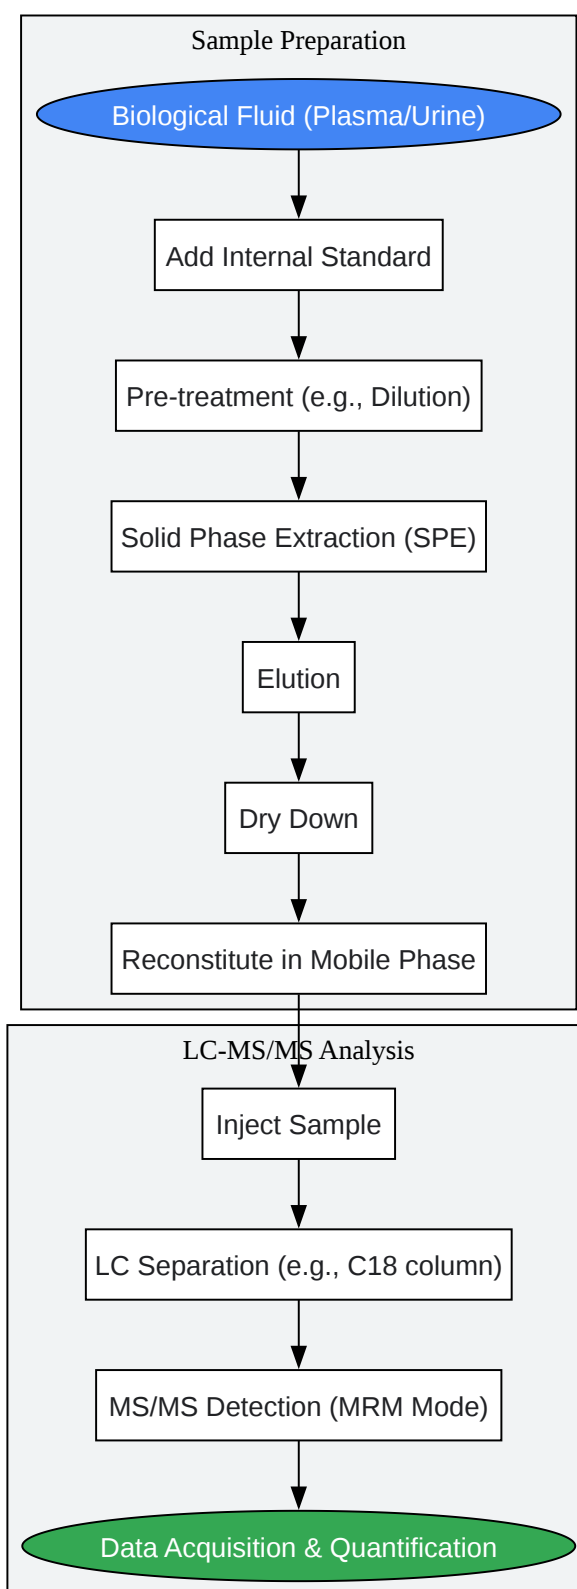 Sample Preparation
Biological Fluid (Plasma/Urine)
Add Internal Standard
Pre-treatment (e.g., Dilution)
Solid Phase Extraction (SPE)
Elution
Dry Down
Reconstitute in Mobile Phase
LC-MS/MS Analysis
Inject Sample
LC Separation (e.g., C18 column)
MS/MS Detection (MRM Mode)
Data Acquisition & Quantification